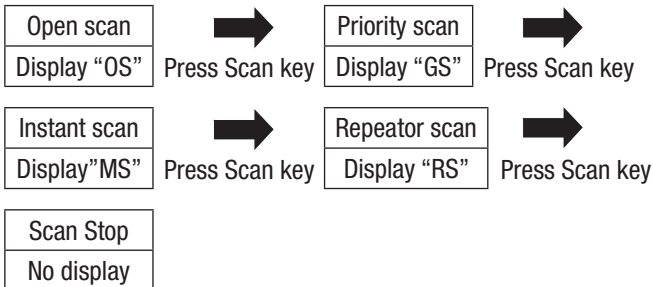 Open scan
Display “OS” Press Scan key
Priority scan
Display “GS” Press Scan key
Instant scan
Display”MS” Press Scan key
Repeator scan
Display “RS” Press Scan key
Scan Stop
No display